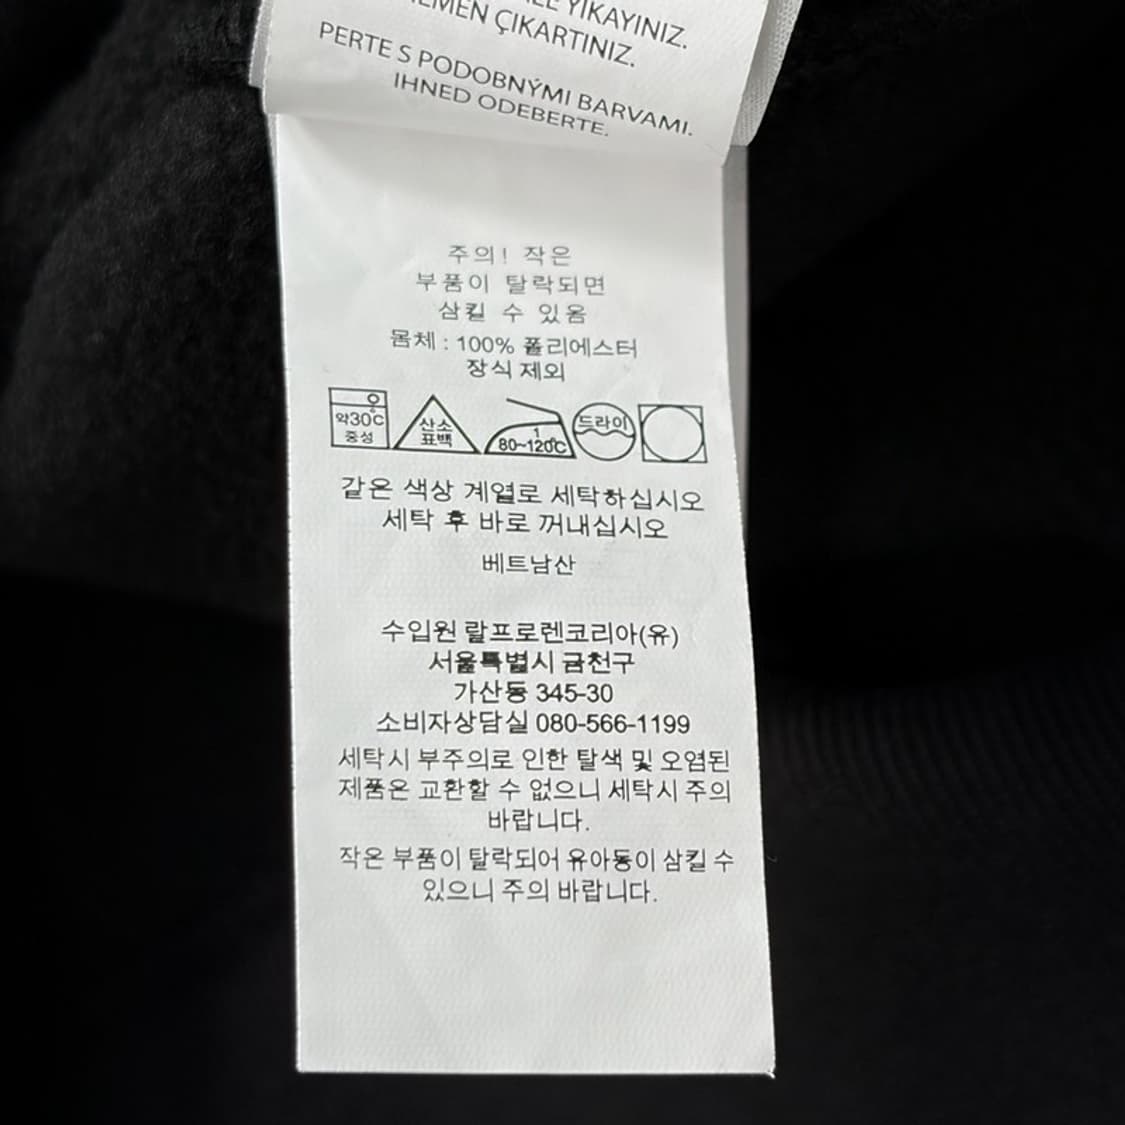 YIKAYINIZ.
ÇIKARTINIZ.
PERTE S PODOBNÝMI BARVAMI.
IHNED ODEBERTE.
주의! 작은
부품이 탈락되면
삼킬 수 있옴
몸체 : 100% 폴리에스터
장식 제외
약30℃
중성
산소
표백
1
80~120℃
드라이
같은 색상 계열로 세탁하십시오
세탁 후 바로 꺼내십시오
베트남산
수입원 랄프로렌코리아(유)
서울특별시 금천구
가산동 345-30
소비자상담실 080-566-1199
세탁시 부주의로 인한 탈색 및 오염된
제품은 교환할 수 없으니 세탁시 주의
바랍니다.
작은 부품이 탈락되어 유아동이 삼킬 수
있으니 주의 바랍니다.